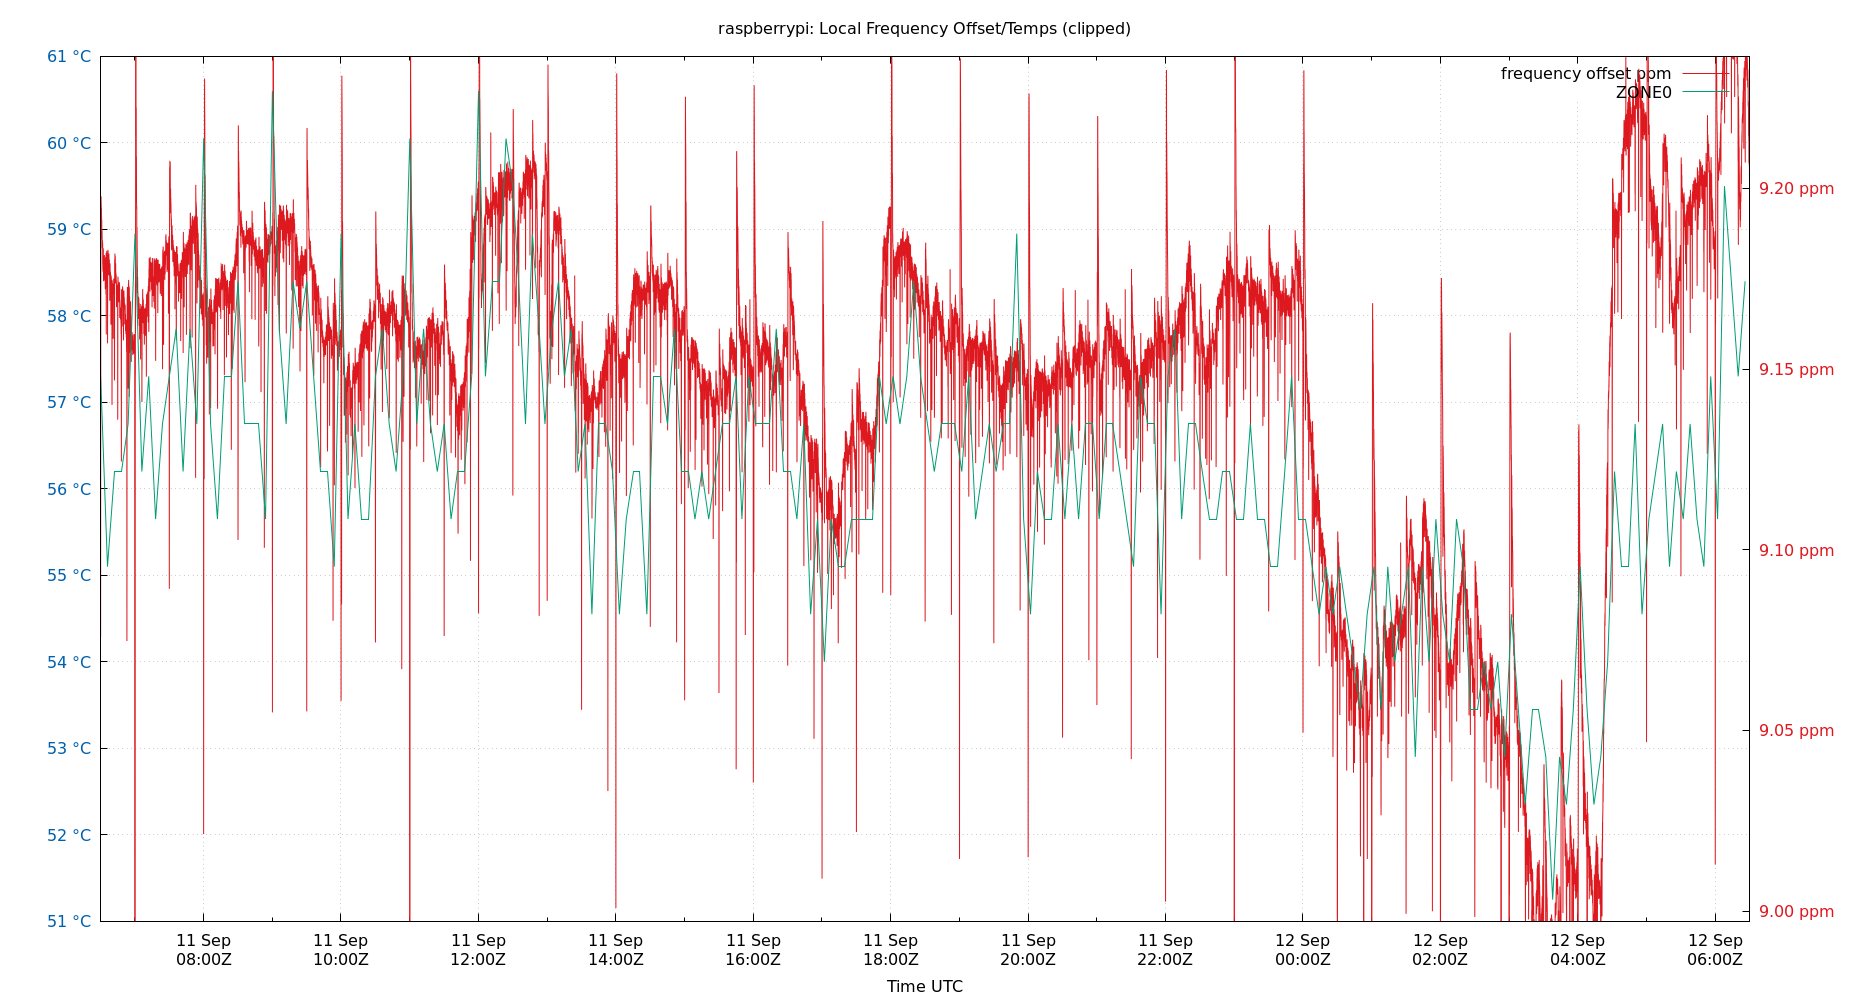 raspberrypi: Local Frequency Offset/Temps (clipped)
61 °C
60 °C
59 °C
58 °C
57 °C
56 °C
55 °C
54 °C
53 °C
52 °C
51 °C
frequency offset ppm
ZONE0
9.20 ppm
9.15 ppm
9.10 ppm
9.05 ppm
9.00 ppm
11 Sep
08:00Z
11 Sep
10:00Z
11 Sep
12:00Z
11 Sep
14:00Z
11 Sep
16:00Z
11 Sep
18:00Z
11 Sep
20:00Z
11 Sep
22:00Z
12 Sep
00:00Z
12 Sep
02:00Z
12 Sep
04:00Z
12 Sep
06:00Z
Time UTC